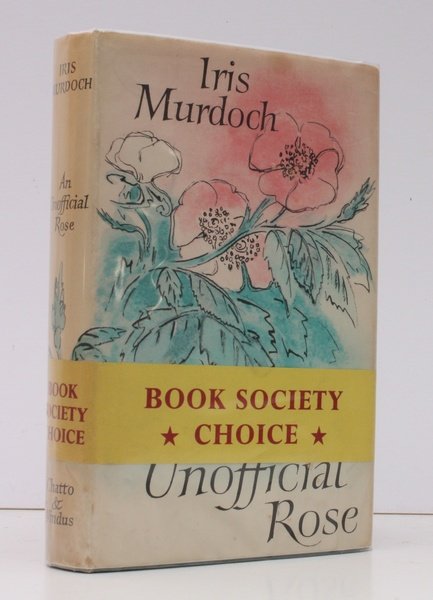 IRIS
MURDOCH
An
Unofficial
Rose
BOOK
SOCIETY
CHOICE
Chatto
&
Windus
Iris
Murdoch
BOOK SOCIETY
★ CHOICE ★
Unofficial
Rose